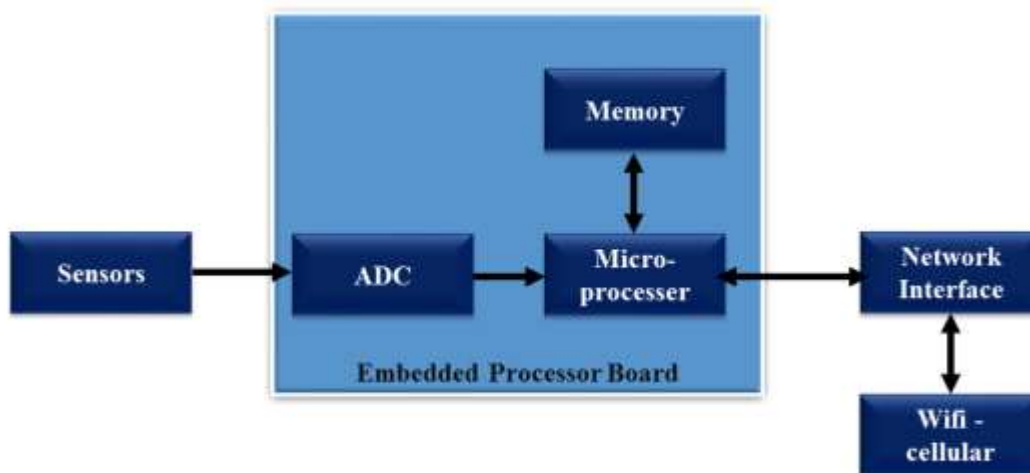 Memory
Sensors
ADC
Micro-
processer
Network
Interface
Embedded Processor Board
Wifi -
cellular